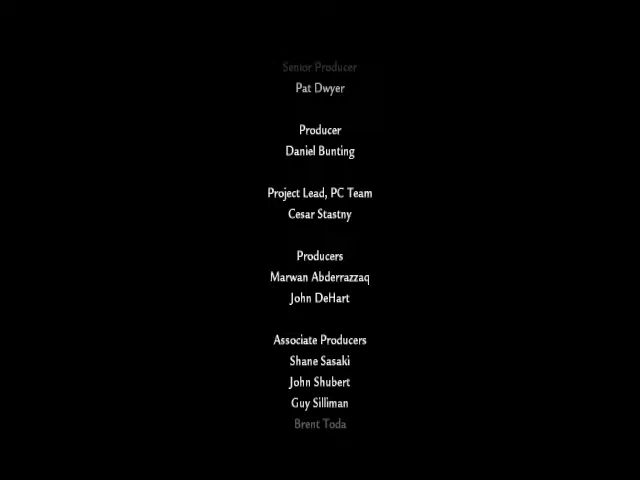 Senior Producer
Pat Dwyer
Producer
Daniel Bunting
Project Lead, PC Team
Cesar Stastny
Producers
Marwan Abderrazzaq
John DeHart
Associate Producers
Shane Sasaki
John Shubert
Guy Silliman
Brent Toda